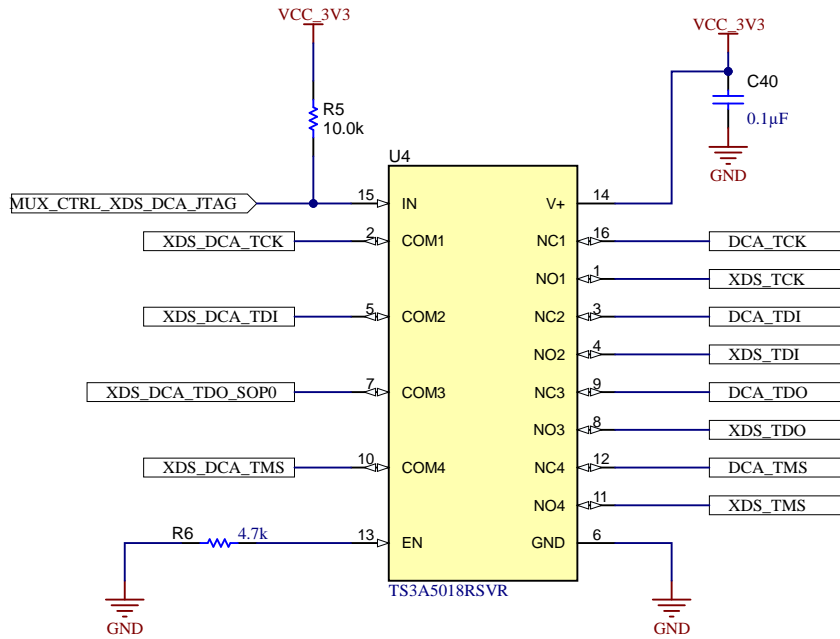 VCC_3V3
VCC_3V3
R5
10.0k
C40
0.1µF
GND
U4
MUX_CTRL_XDS_DCA_JTAG
15
IN
V+
14
XDS_DCA_TCK
2
COM1
NC1
16
DCA_TCK
NO1
1
XDS_TCK
XDS_DCA_TDI
5
COM2
NC2
3
DCA_TDI
NO2
4
XDS_TDI
XDS_DCA_TDO_SOP0
7
COM3
NC3
9
DCA_TDO
NO3
8
XDS_TDO
XDS_DCA_TMS
10
COM4
NC4
12
DCA_TMS
NO4
11
XDS_TMS
R6
4.7k
13
EN
GND
6
TS3A5018RSVR
GND
GND